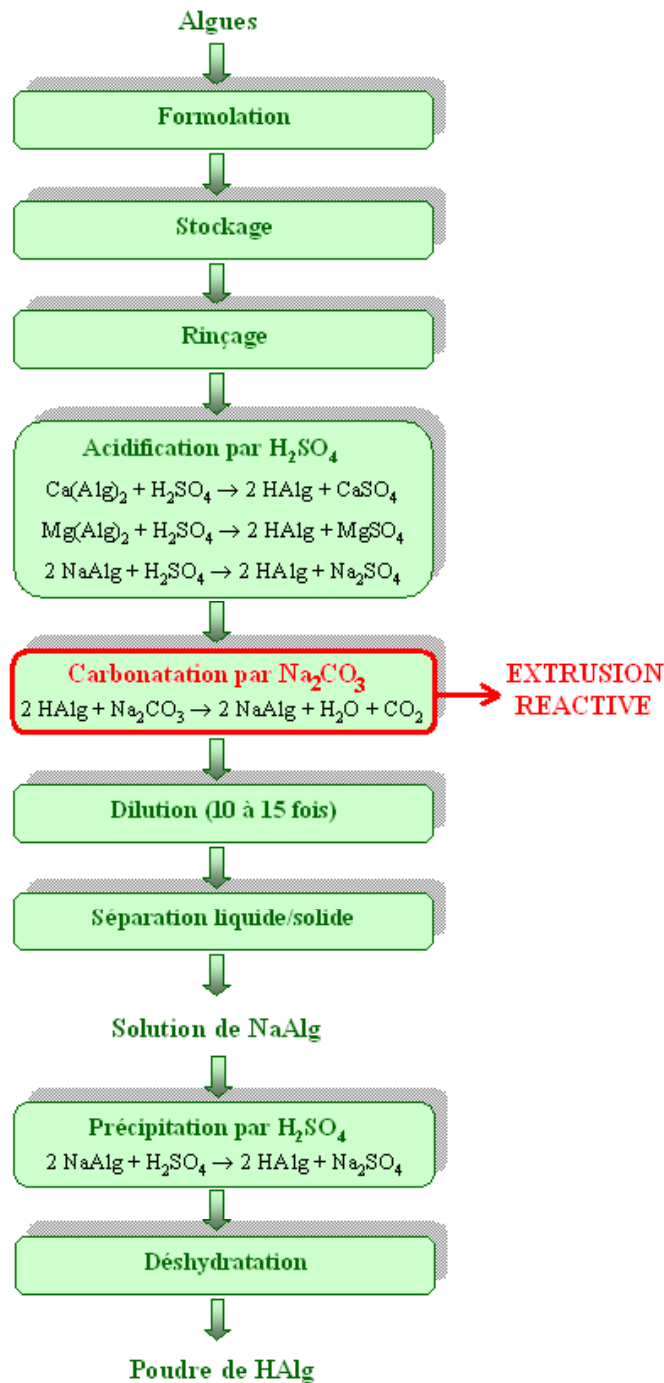 Algues
Formolation
Stockage
Rinçage
Acidification par H₂SO₄
Ca(Alg)₂ + H₂SO₄ → 2 HAlg + CaSO₄
Mg(Alg)₂ + H₂SO₄ → 2 HAlg + MgSO₄
2 NaAlg + H₂SO₄ → 2 HAlg + Na₂SO₄
Carbonatation par Na₂CO₃
2 HAlg + Na₂CO₃ → 2 NaAlg + H₂O + CO₂
EXTRUSION
REACTIVE
Dilution (10 à 15 fois)
Séparation liquide/solide
Solution de NaAlg
Précipitation par H₂SO₄
2 NaAlg + H₂SO₄ → 2 HAlg + Na₂SO₄
Déshydratation
Poudre de HAlg